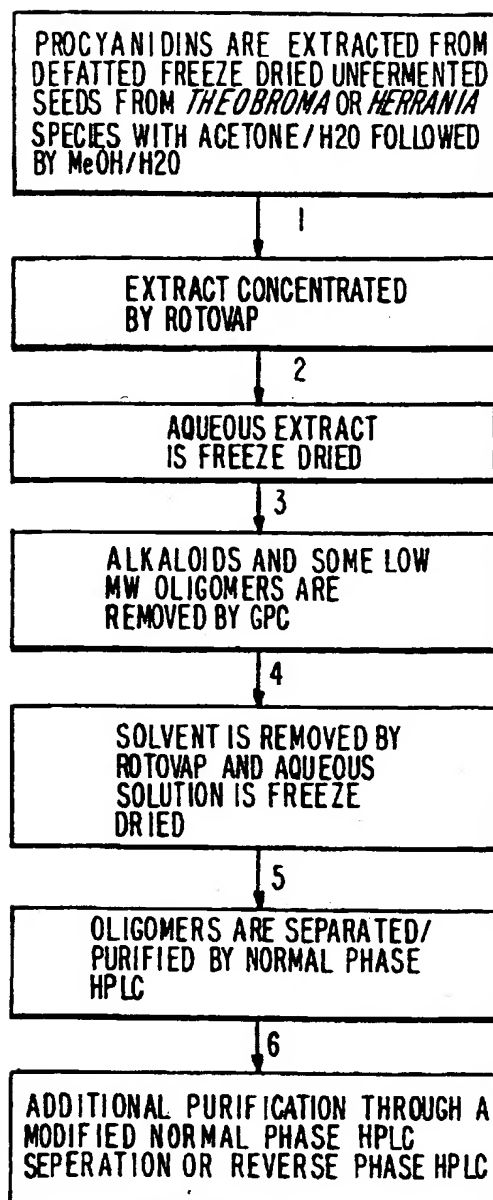 PROCYANIDINS ARE EXTRACTED FROM
DEFATTED FREEZE DRIED UNFERMENTED
SEEDS FROM THEOBROMA OR HERRANIA
SPECIES WITH ACETONE/H2O FOLLOWED
BY MeOH/H2O
1
EXTRACT CONCENTRATED
BY ROTOVAP
2
AQUEOUS EXTRACT
IS FREEZE DRIED
3
ALKALOIDS AND SOME LOW
MW OLIGOMERS ARE
REMOVED BY GPC
4
SOLVENT IS REMOVED BY
ROTOVAP AND AQUEOUS
SOLUTION IS FREEZE
DRIED
5
OLIGOMERS ARE SEPARATED/
PURIFIED BY NORMAL PHASE
HPLC
6
ADDITIONAL PURIFICATION THROUGH A
MODIFIED NORMAL PHASE HPLC
SEPERATION OR REVERSE PHASE HPLC